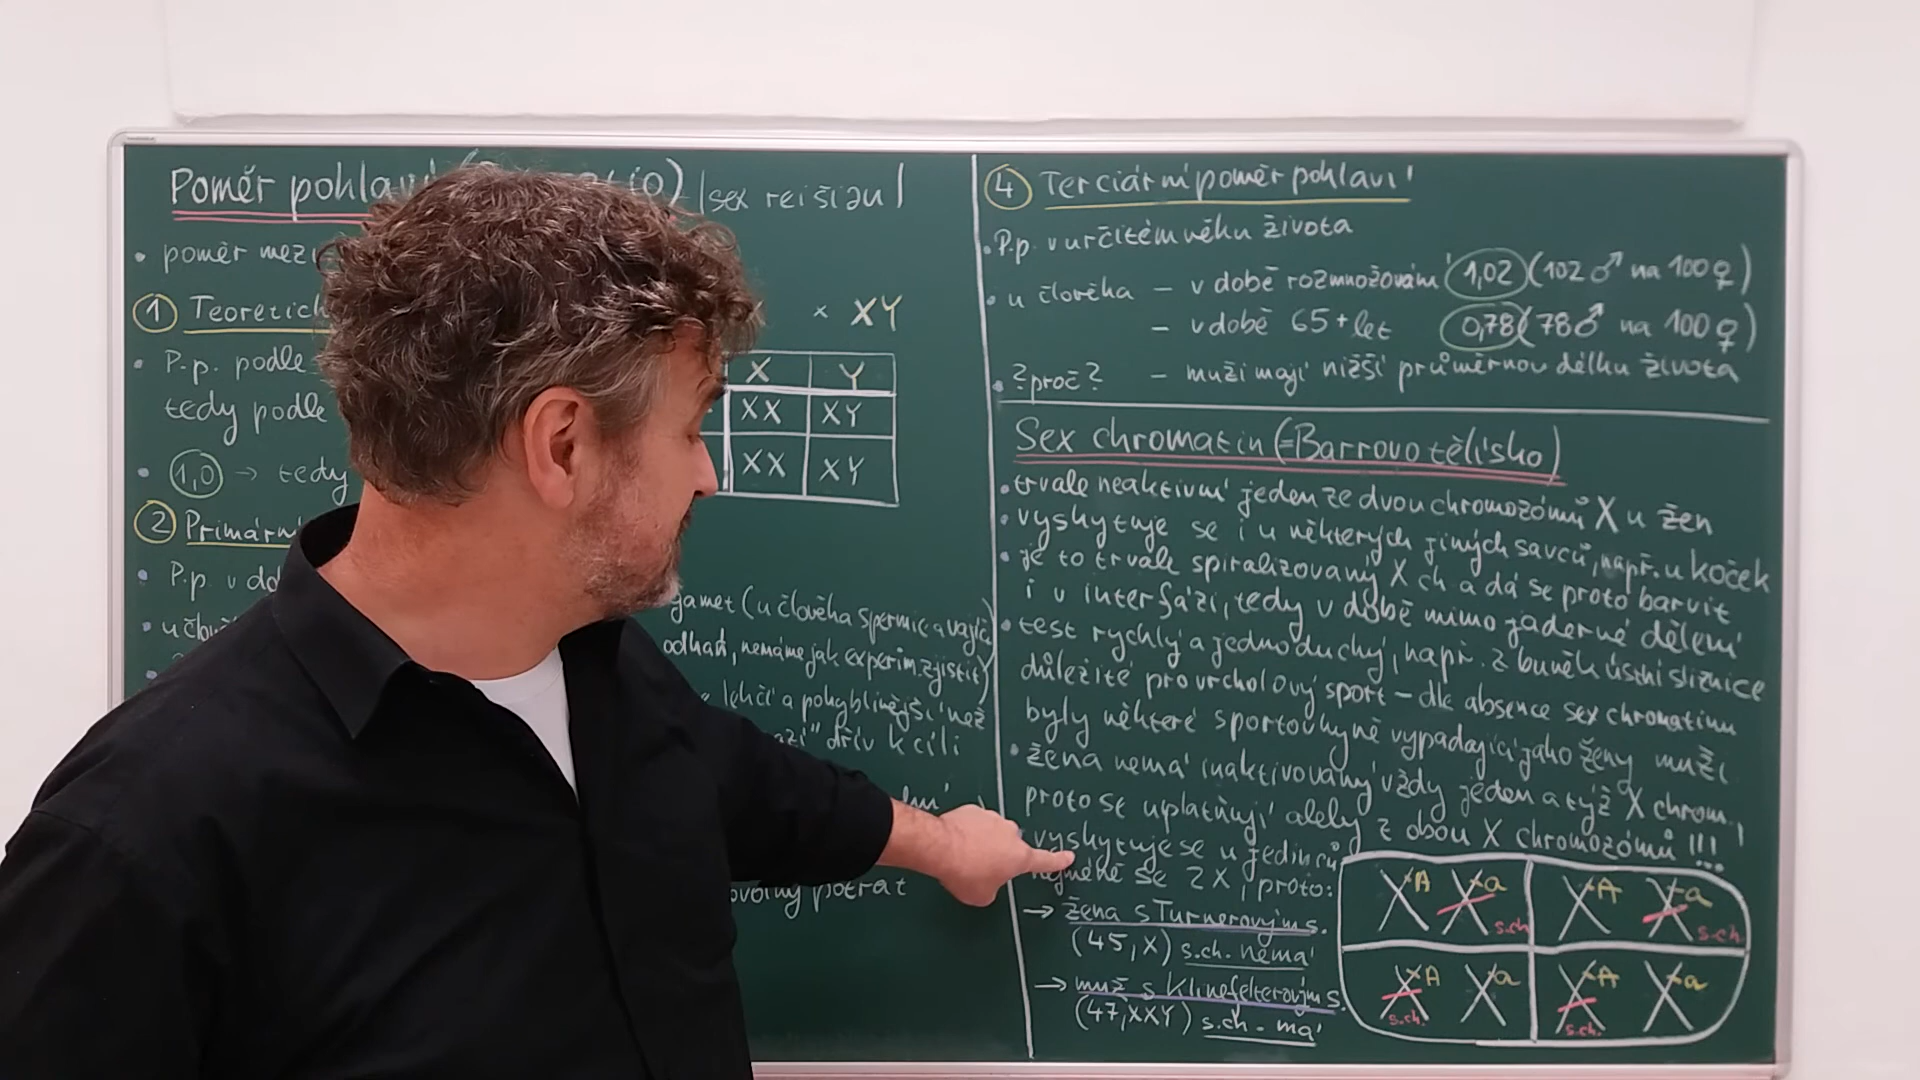 Poměr pohlaví |sex reišiəu|
• poměr mezi
1 Teoretick × XY
• P.p. podle X Y
tedy podle XX XY
• 1,0 → tedy XX XY
2 Primární
• P.p. v
• u člov gamet (u člověka spermie a vajíč
odhad, nemáme jak experim. zjistit)
lehčí a pohyblivější než
dřív k cíli
potrat
4 Terciární poměr pohlaví
• P.p. v určitém věku života
• u člověka – v době rozmnožování 1,02 (102 ♂ na 100 ♀)
– v době 65+ let 0,78 (78 ♂ na 100 ♀)
• ?proč? – muži mají nižší průměrnou délku života
Sex chromatin (=Barrovo tělísko)
• trvale neaktivní jeden ze dvou chromozómů X u žen
• vyskytuje se i u některých jiných savců, např. u koček
• je to trvale spiralizovaný X ch a dá se proto barvit
i v interfázi, tedy v době mimo jaderné dělení
• test rychlý a jednoduchý, např. z buněk ústní sliznice
důležité pro vrcholový sport – dle absence sex chromatinu
byly některé sportovkyně vypadající jako ženy muži
• žena nemá inaktivovaný vždy jeden a týž X chrom.
proto se uplatňují alely z obou X chromozómů !!!
vyskytuje se u jedinců
nejméně se 2X, proto:
→ žena s Turnerovým s.
(45,X) s.ch. nemá
→ muž s Klinefelterovým s.
(47,XXY) s.ch. má
A a s.ch. A a s.ch.
A a s.ch. A a s.ch.